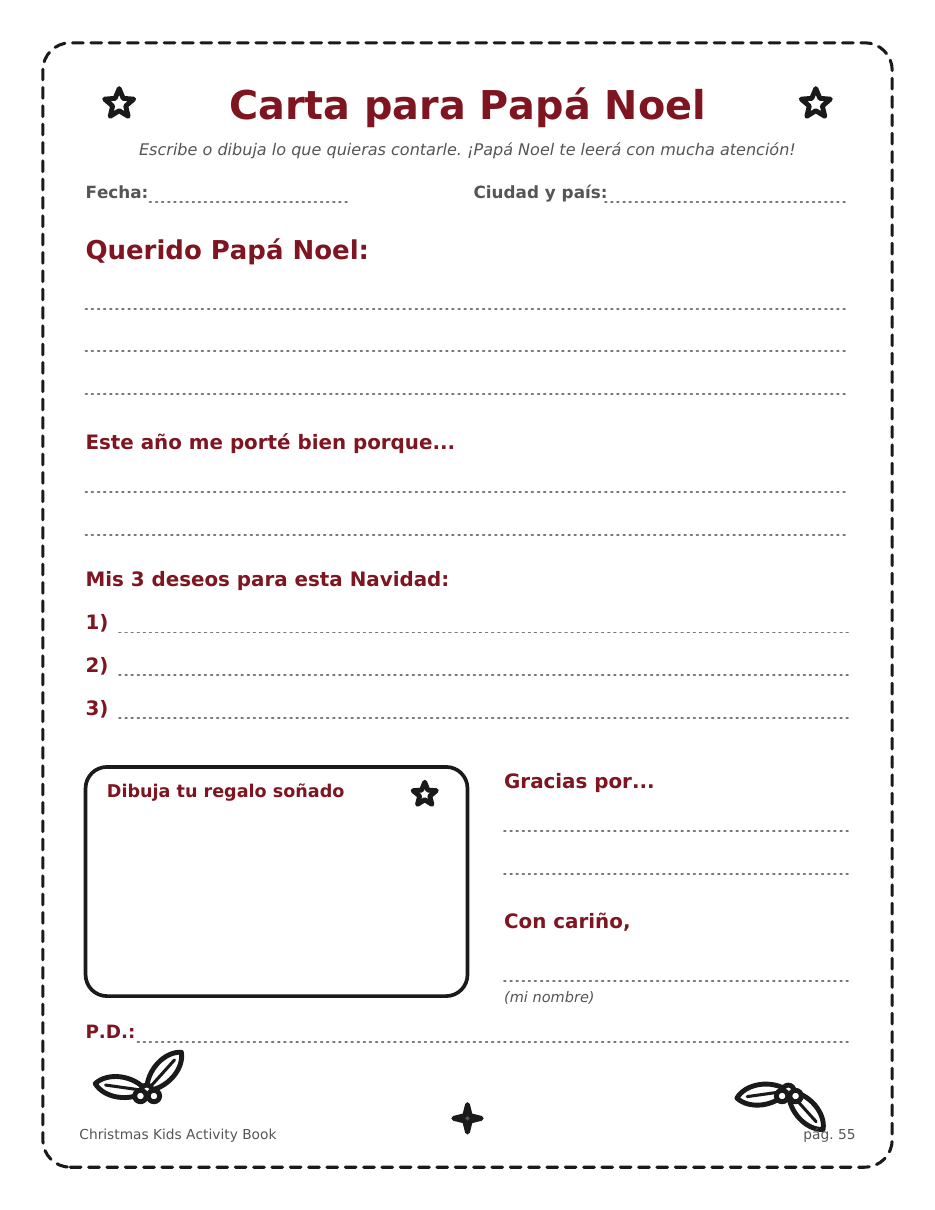 Carta para Papá Noel
Escribe o dibuja lo que quieras contarle. ¡Papá Noel te leerá con mucha atención!
Fecha:
Ciudad y país:
Querido Papá Noel:
Este año me porté bien porque...
Mis 3 deseos para esta Navidad:
1)
2)
3)
Dibuja tu regalo soñado
Gracias por...
Con cariño,
(mi nombre)
P.D.:
Christmas Kids Activity Book
pág. 55